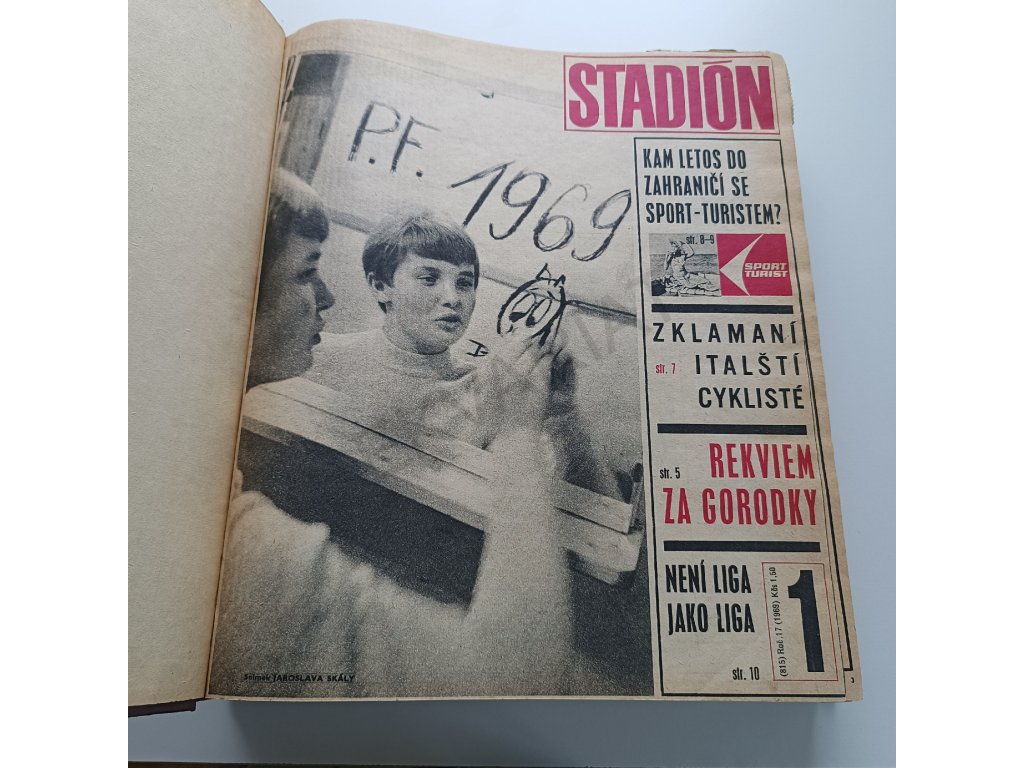 STADIÓN
P.F.
1969
KAM LETOS DO
ZAHRANIČÍ SE
SPORT-TURISTEM?
str. 8-9
SPORT
TURIST
ZKLAMANÍ
str. 7 ITALŠTÍ
CYKLISTÉ
str. 5 REKVIEM
ZA GORODKY
NENÍ LIGA
JAKO LIGA
str. 10
(815) Roč. 17 (1969) Kčs 1,50
1
Snímek JAROSLAVA SKÁLY
3